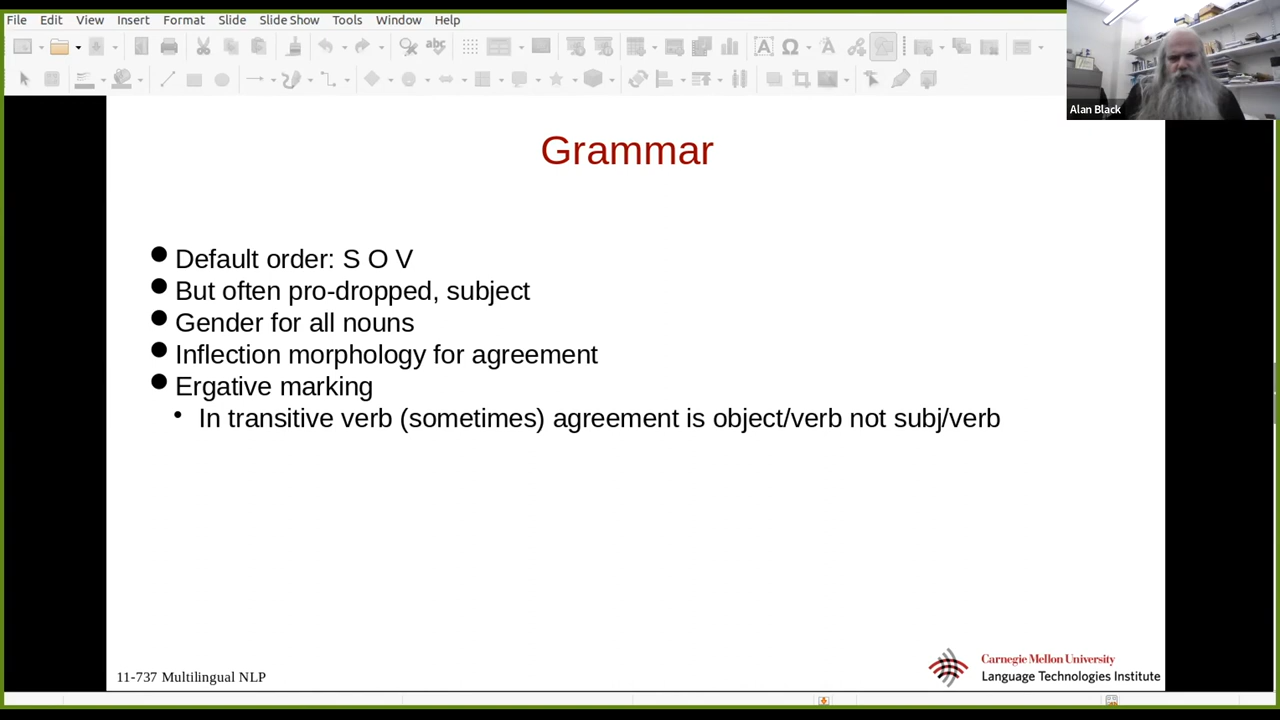 File Edit View Insert Format Slide Slide Show Tools Window Help
abc
Alan Black
Grammar
Default order: S O V
But often pro-dropped, subject
Gender for all nouns
Inflection morphology for agreement
Ergative marking
In transitive verb (sometimes) agreement is object/verb not subj/verb
11-737 Multilingual NLP
Carnegie Mellon University
Language Technologies Institute